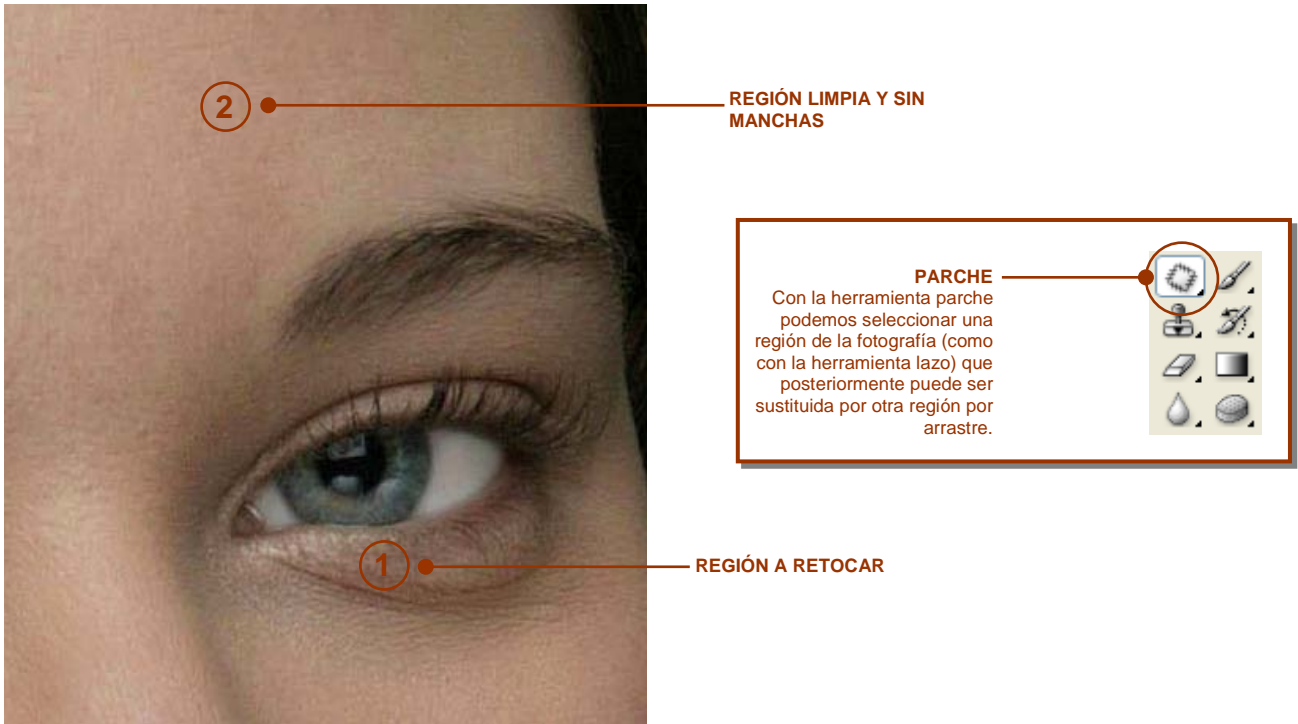 2
REGIÓN LIMPIA Y SIN
MANCHAS
PARCHE
Con la herramienta parche
podemos seleccionar una
región de la fotografía (como
con la herramienta lazo) que
posteriormente puede ser
sustituida por otra región por
arrastre.
1
REGIÓN A RETOCAR